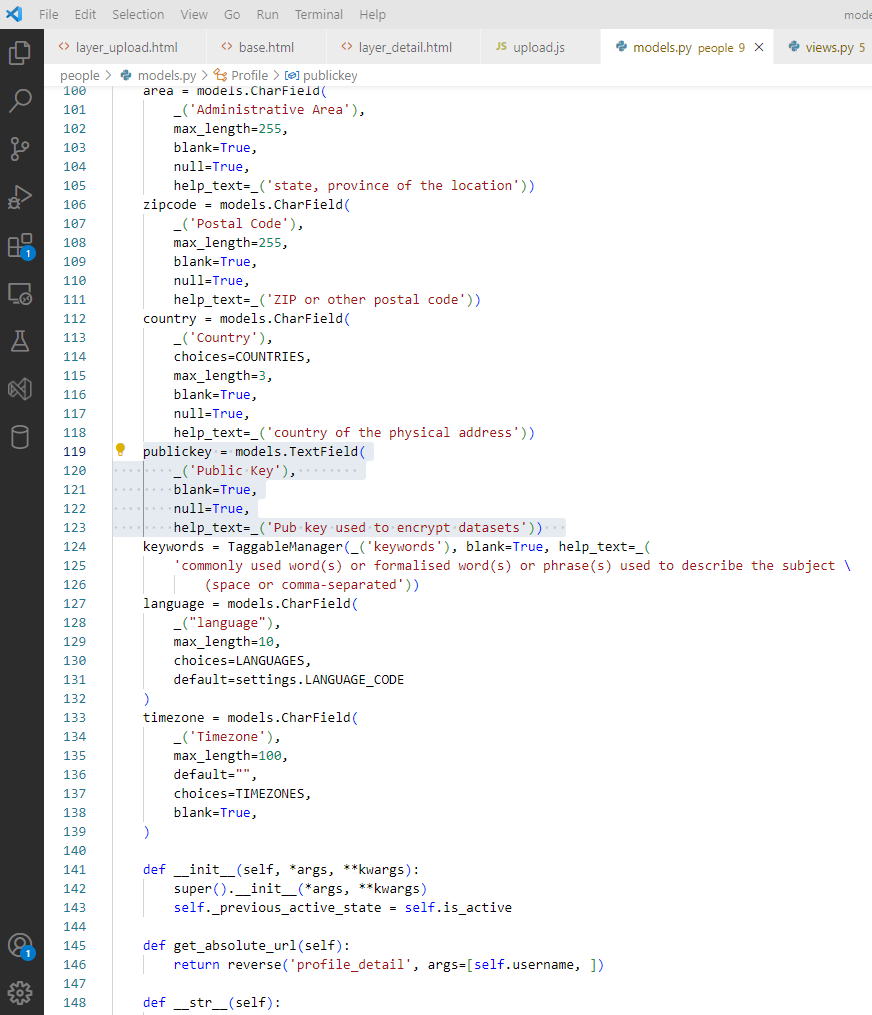 File Edit Selection View Go Run Terminal Help mode
<> layer_upload.html <> base.html <> layer_detail.html JS upload.js models.py people 9 × views.py 5
people > models.py > Profile > publickey
100 area = models.CharField(
101 _('Administrative Area'),
102 max_length=255,
103 blank=True,
104 null=True,
105 help_text=_('state, province of the location'))
106 zipcode = models.CharField(
107 _('Postal Code'),
108 max_length=255,
109 blank=True,
110 null=True,
111 help_text=_('ZIP or other postal code'))
112 country = models.CharField(
113 _('Country'),
114 choices=COUNTRIES,
115 max_length=3,
116 blank=True,
117 null=True,
118 help_text=_('country of the physical address'))
119 publickey = models.TextField(
120 _('Public Key'),
121 blank=True,
122 null=True,
123 help_text=_('Pub key used to encrypt datasets'))
124 keywords = TaggableManager(_('keywords'), blank=True, help_text=_(
125 'commonly used word(s) or formalised word(s) or phrase(s) used to describe the subject \
126 (space or comma-separated'))
127 language = models.CharField(
128 _("language"),
129 max_length=10,
130 choices=LANGUAGES,
131 default=settings.LANGUAGE_CODE
132 )
133 timezone = models.CharField(
134 _('Timezone'),
135 max_length=100,
136 default="",
137 choices=TIMEZONES,
138 blank=True,
139 )
140
141 def __init__(self, *args, **kwargs):
142 super().__init__(*args, **kwargs)
143 self._previous_active_state = self.is_active
144
145 def get_absolute_url(self):
146 return reverse('profile_detail', args=[self.username, ])
147
148 def __str__(self):
1
1